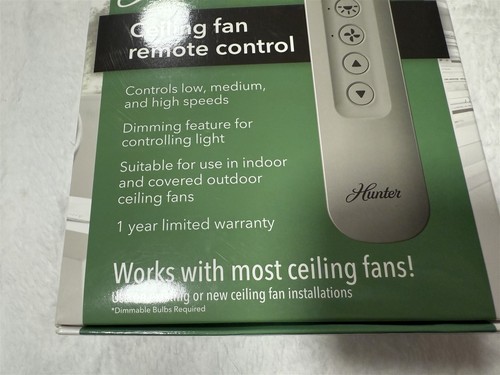 Ceiling fan
remote control
Controls low, medium,
and high speeds
Dimming feature for
controlling light
Suitable for use in indoor
and covered outdoor
ceiling fans
1 year limited warranty
Hunter
Works with most ceiling fans!
or new ceiling fan installations
*Dimmable Bulbs Required